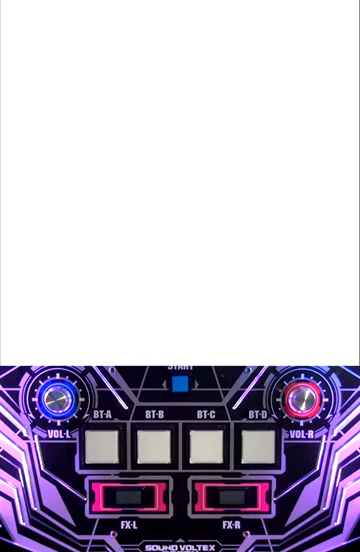 START
BT-A BT-B BT-C BT-D
VOL-L VOL-R
FX-L FX-R
SOUND VOLTEX